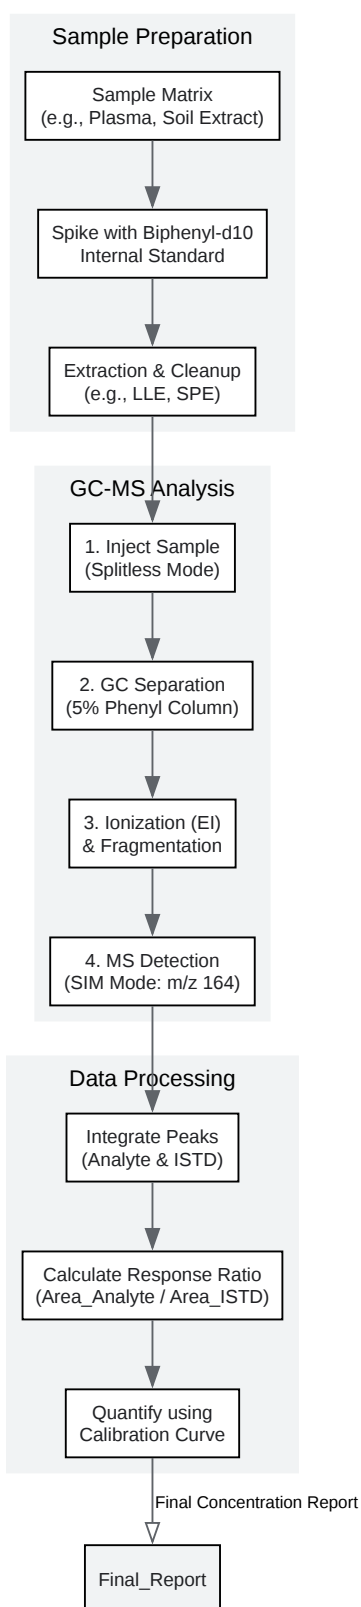 Sample Preparation
Sample Matrix
(e.g., Plasma, Soil Extract)
Spike with Biphenyl-d10
Internal Standard
Extraction & Cleanup
(e.g., LLE, SPE)
GC-MS Analysis
1. Inject Sample
(Splitless Mode)
2. GC Separation
(5% Phenyl Column)
3. Ionization (EI)
& Fragmentation
4. MS Detection
(SIM Mode: m/z 164)
Data Processing
Integrate Peaks
(Analyte & ISTD)
Calculate Response Ratio
(Area_Analyte / Area_ISTD)
Quantify using
Calibration Curve
Final Concentration Report
Final_Report